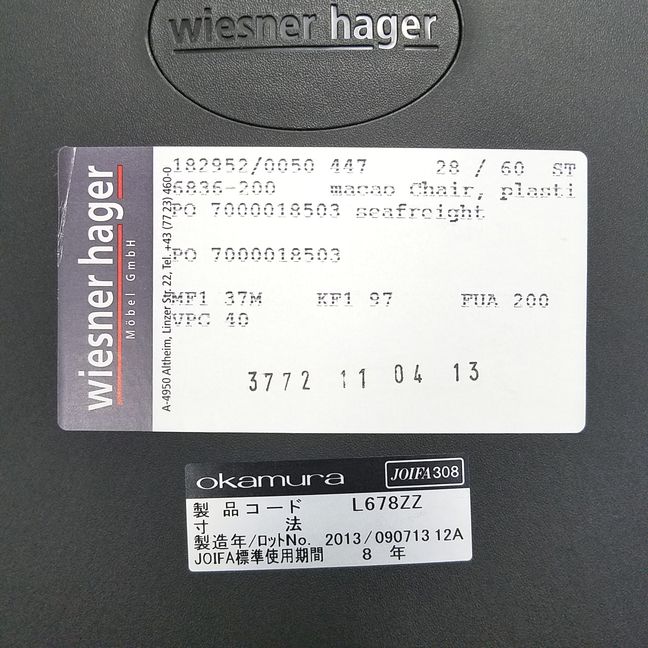 wiesner hager
wiesner hager
Möbel GmbH
A-4950 Altheim, Linzer Str. 22, Tel. +43 (77 23) 460-0
182952/0050 447 28 / 60 ST
6836-200 macao Chair, plasti
PO 7000018503 seafreight
PO 7000018503
MF1 37M KF1 97 FUA 200
VPC 40
3772 11 04 13
okamura JOIFA308
製品コード L678ZZ
寸法
製造年/ロットNo. 2013/090713 12A
JOIFA標準使用期間 8 年